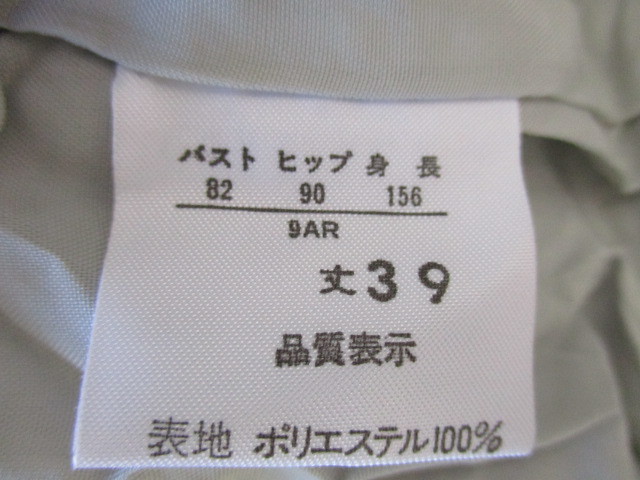 バスト ヒップ 身長
82 90 156
9AR
丈39
品質表示
表地 ポリエステル100%